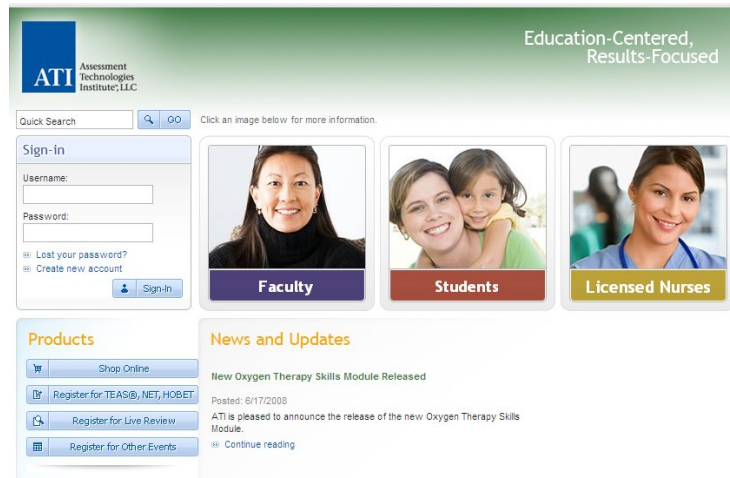 Education-Centered,
Results-Focused
ATI
Assessment
Technologies
Institute, LLC
Quick Search
GO
Click an image below for more information.
Sign-in
Username:
Password:
Lost your password?
Create new account
Sign-In
Faculty
Students
Licensed Nurses
Products
Shop Online
Register for TEAS®, NET, HOBET
Register for Live Review
Register for Other Events
News and Updates
New Oxygen Therapy Skills Module Released
Posted: 6/17/2008
ATI is pleased to announce the release of the new Oxygen Therapy Skills
Module.
Continue reading